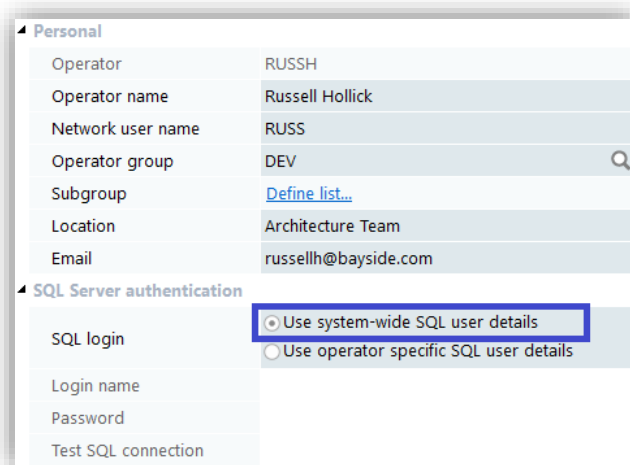 Personal
Operator RUSSH
Operator name Russell Hollick
Network user name RUSS
Operator group DEV
Subgroup Define list...
Location Architecture Team
Email russellh@bayside.com
SQL Server authentication
SQL login
Use system-wide SQL user details
Use operator specific SQL user details
Login name
Password
Test SQL connection